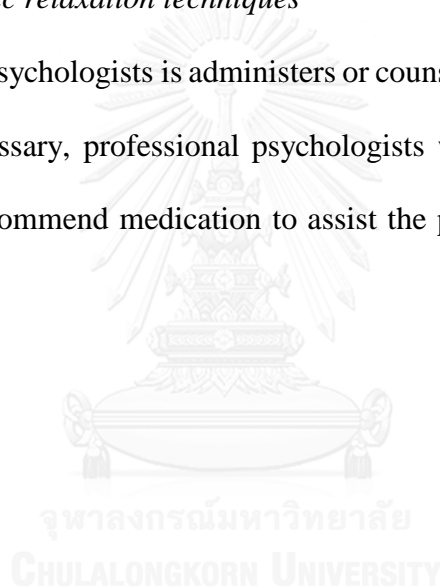 ic relaxation techniques
sychologists is administers or couns
ssary, professional psychologists
ommend medication to assist the p
จุฬาลงกรณ์มหาวิทยาลัย
CHULALONGKORN UNIVERSITY